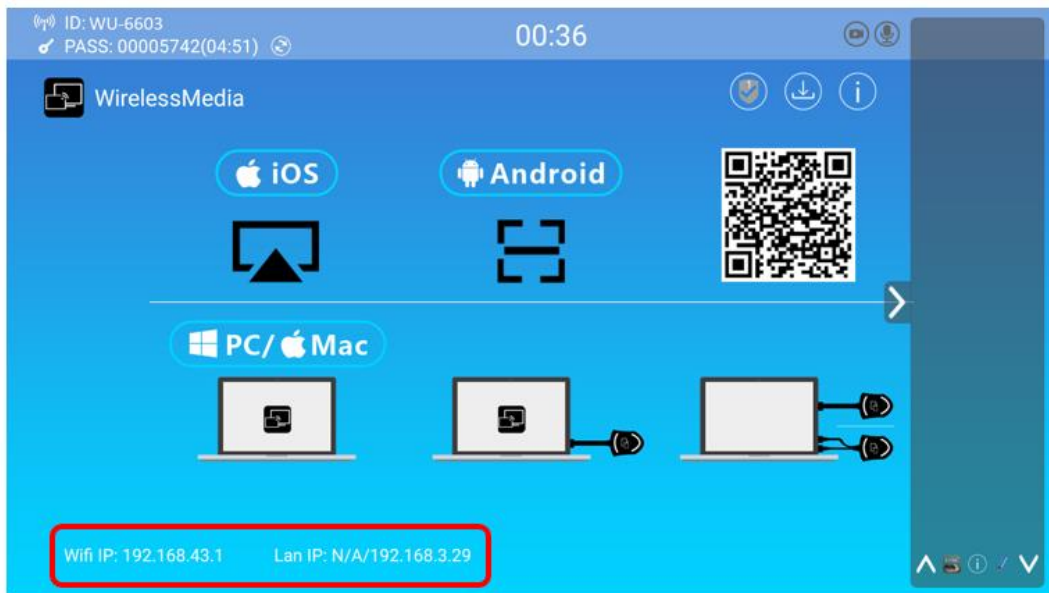 ID: WU-6603
PASS: 00005742(04:51)
00:36
WirelessMedia
iOS
Android
PC/ Mac
Wifi IP: 192.168.43.1 Lan IP: N/A/192.168.3.29